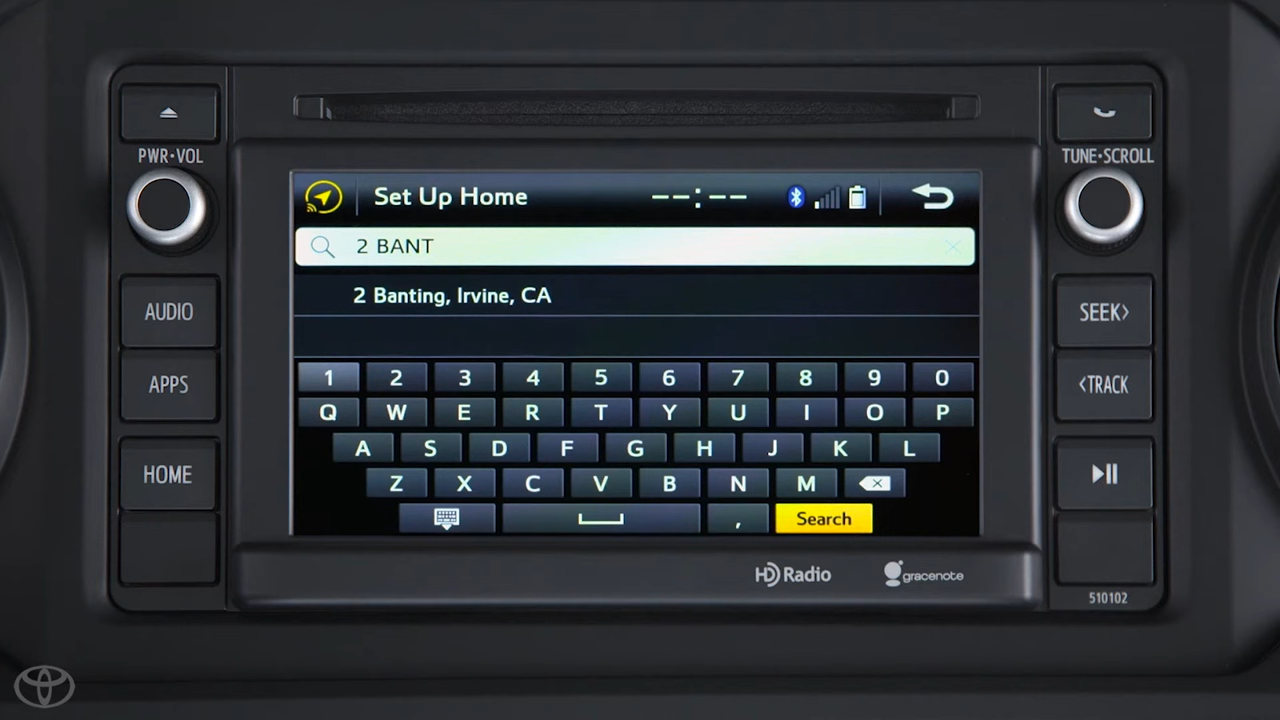 PWR•VOL
AUDIO
APPS
HOME
Set Up Home --:--
2 BANT
2 Banting, Irvine, CA
1 2 3 4 5 6 7 8 9 0
Q W E R T Y U I O P
A S D F G H J K L
Z X C V B N M
, Search
HD Radio gracenote
TUNE•SCROLL
SEEK>
<TRACK
510102